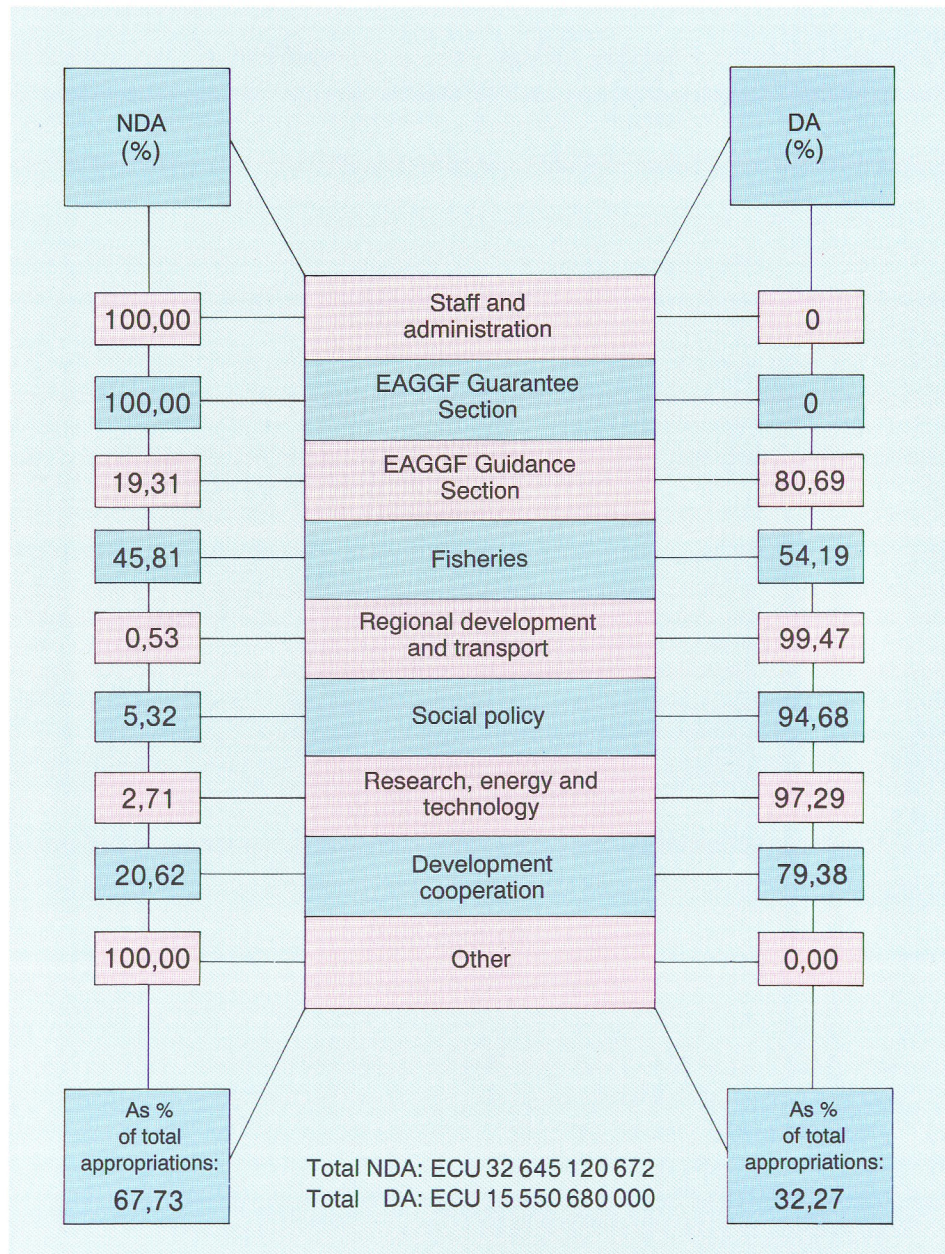 NDA
(%)
DA
(%)
100,00
Staff and
administration
0
100,00
EAGGF Guarantee
Section
0
19,31
EAGGF Guidance
Section
80,69
45,81
Fisheries
54,19
0,53
Regional development
and transport
99,47
5,32
Social policy
94,68
2,71
Research, energy and
technology
97,29
20,62
Development
cooperation
79,38
100,00
Other
0,00
As %
of total
appropriations:
67,73
Total NDA: ECU 32 645 120 672
Total DA: ECU 15 550 680 000
As %
of total
appropriations:
32,27